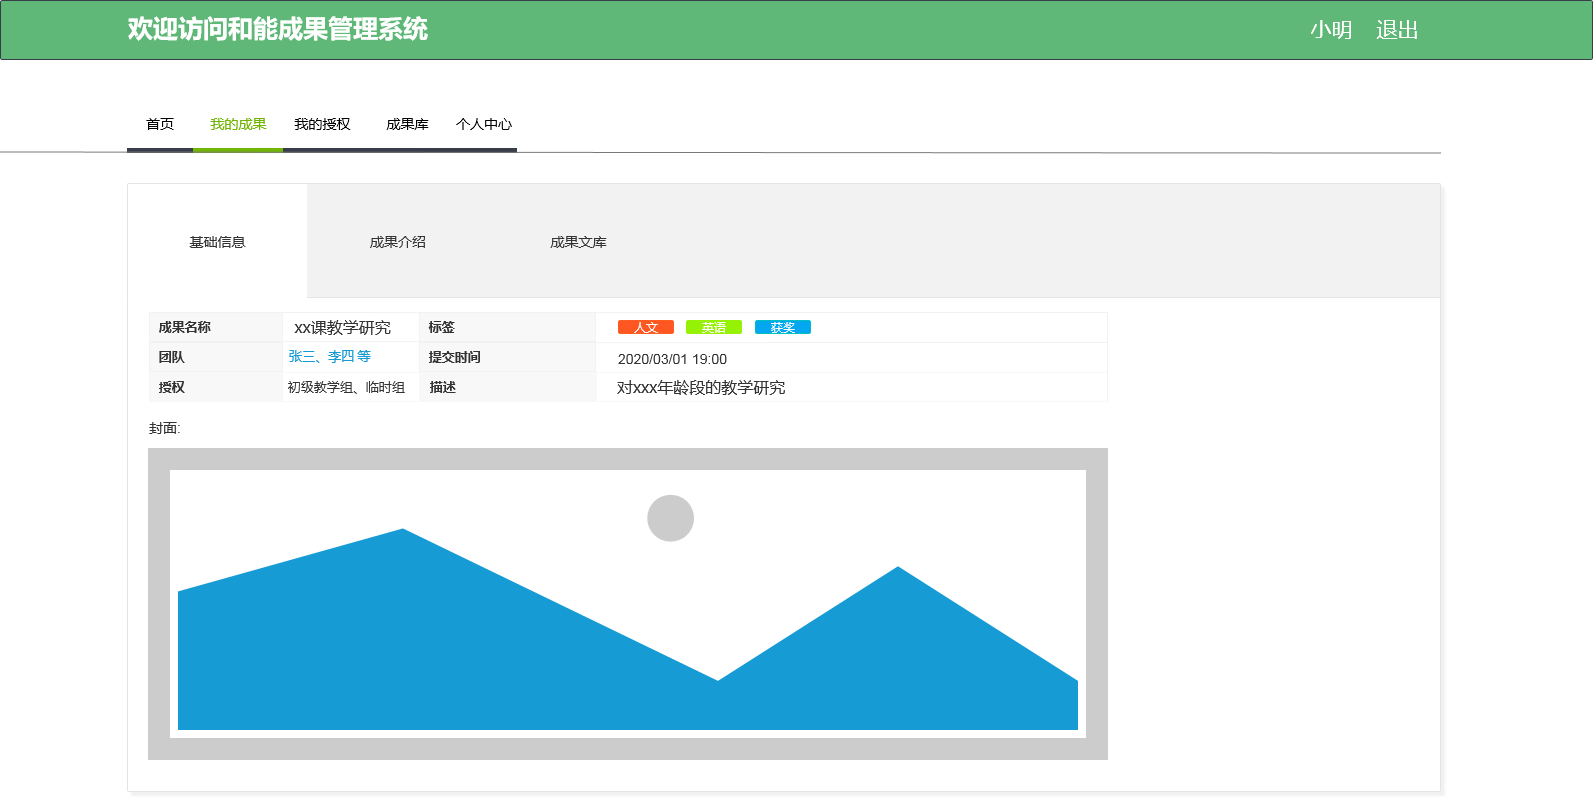 欢迎访问和能成果管理系统 小明 退出
首页 我的成果 我的授权 成果库 个人中心
基础信息 成果介绍 成果文库
成果名称 xx课教学研究 标签 人文 英语 获奖
团队 张三、李四 等 提交时间 2020/03/01 19:00
授权 初级教学组、临时组 描述 对xxx年龄段的教学研究
封面: